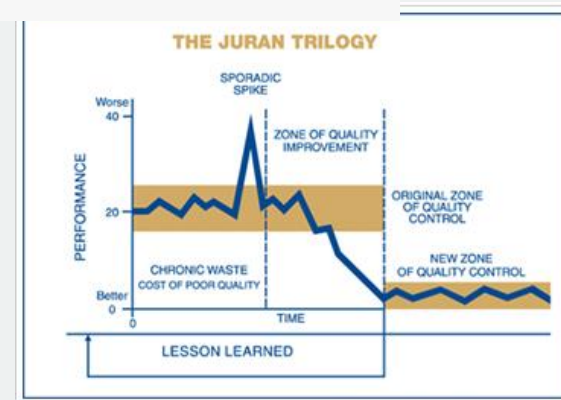 THE JURAN TRILOGY
SPORADIC
SPIKE
Worse
40
ZONE OF QUALITY
IMPROVEMENT
PERFORMANCE
ORIGINAL ZONE
OF QUALITY
CONTROL
20
NEW ZONE
OF QUALITY CONTROL
CHRONIC WASTE
COST OF POOR QUALITY
Better
0
0
TIME
LESSON LEARNED